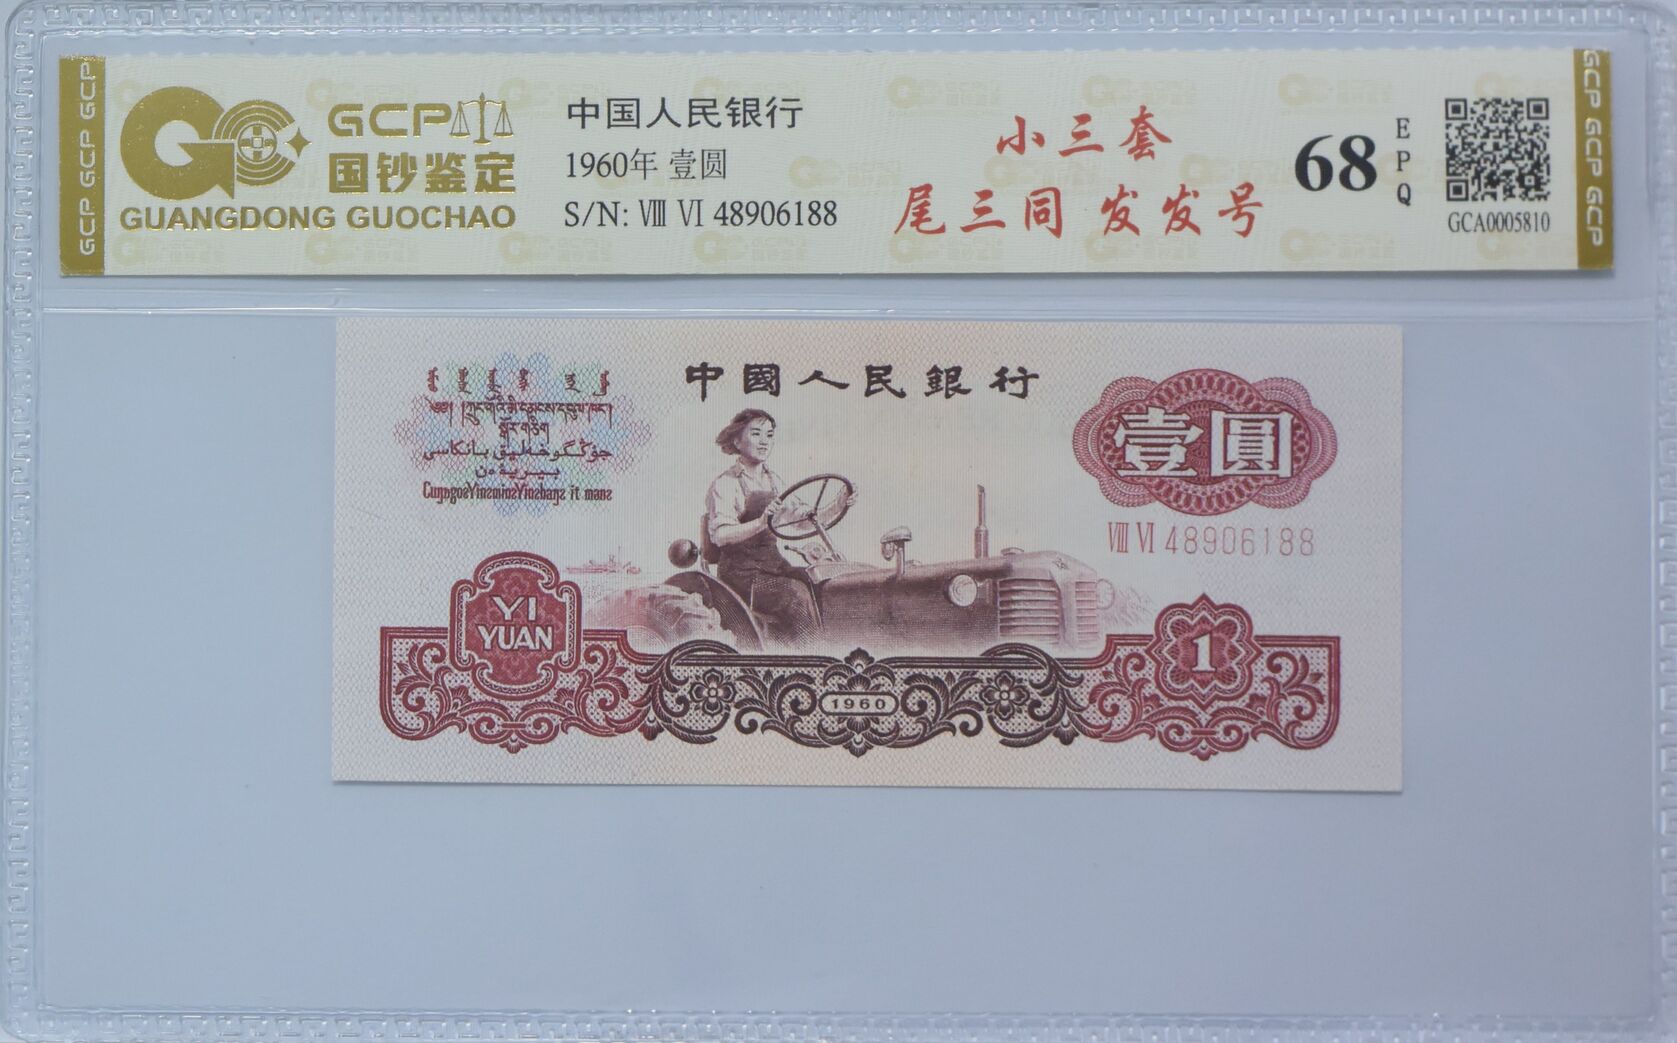 GCP GCP GCP
GCP
国钞鉴定
GUANGDONG GUOCHAO
中国人民银行
1960年 壹圆
S/N: Ⅷ Ⅵ 48906188
小三套
尾三同 发发号
68
EPQ
GCA0005810
GCP GCP GCP
中國人民銀行
壹圓
Ⅷ Ⅵ 48906188
YI
YUAN
1960
1